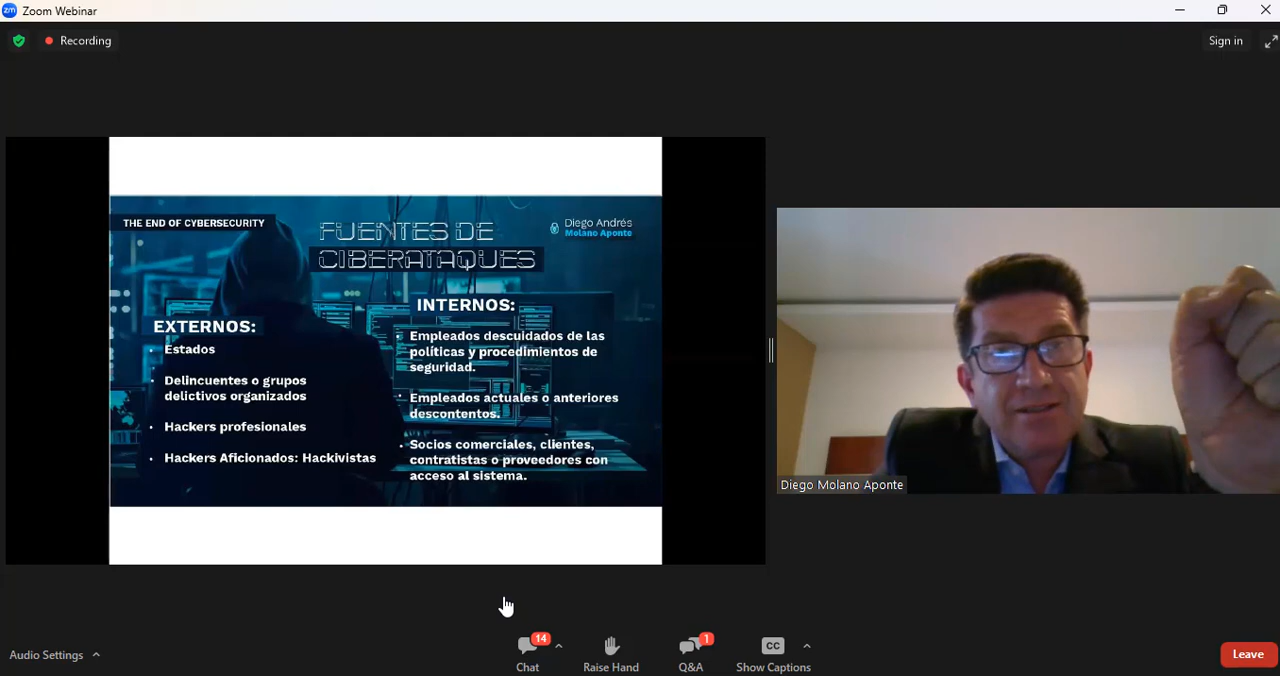 Zoom Webinar
Recording
Sign in
THE END OF CYBERSECURITY
FUENTES DE
CIBERATAQUES
Diego Andrés
Molano Aponte
EXTERNOS:
• Estados
• Delincuentes o grupos
delictivos organizados
• Hackers profesionales
• Hackers Aficionados: Hackivistas
INTERNOS:
• Empleados descuidados de las
políticas y procedimientos de
seguridad.
• Empleados actuales o anteriores
descontentos.
• Socios comerciales, clientes,
contratistas o proveedores con
acceso al sistema.
Diego Molano Aponte
Audio Settings
14
Chat
Raise Hand
1
Q&A
CC
Show Captions
Leave